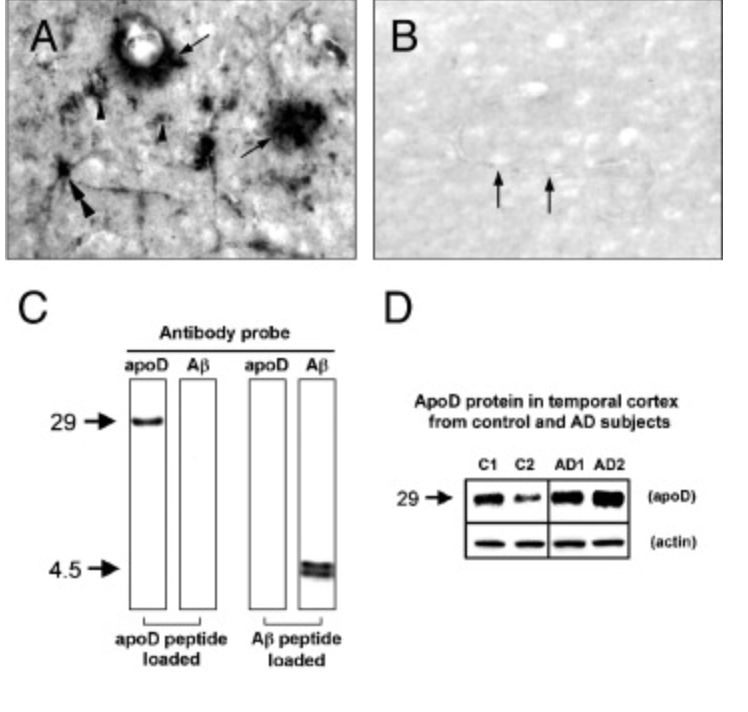 A
B
C
Antibody probe
apoD Aβ apoD Aβ
29
4.5
apoD peptide
loaded
Aβ peptide
loaded
D
ApoD protein in temporal cortex
from control and AD subjects
C1 C2 AD1 AD2
29 (apoD)
(actin)